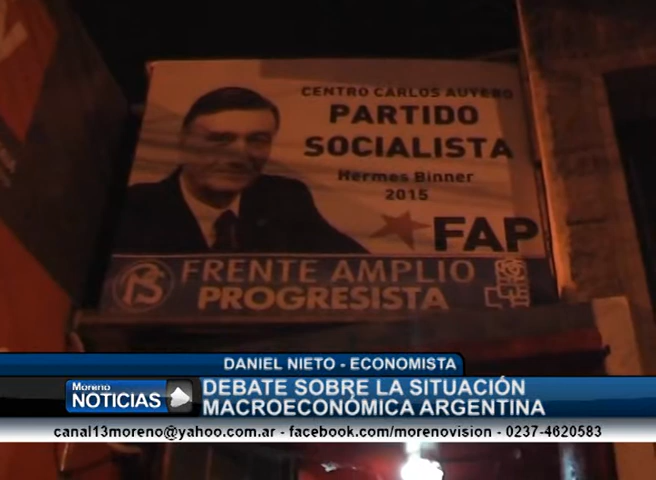 CENTRO CARLOS AUYERO
PARTIDO
SOCIALISTA
Hermes Binner
2015
FAP
PS
FRENTE AMPLIO
PROGRESISTA
DANIEL NIETO - ECONOMISTA
Moreno
NOTICIAS
DEBATE SOBRE LA SITUACIÓN
MACROECONÓMICA ARGENTINA
canal13moreno@yahoo.com.ar - facebook.com/morenovision - 0237-4620583